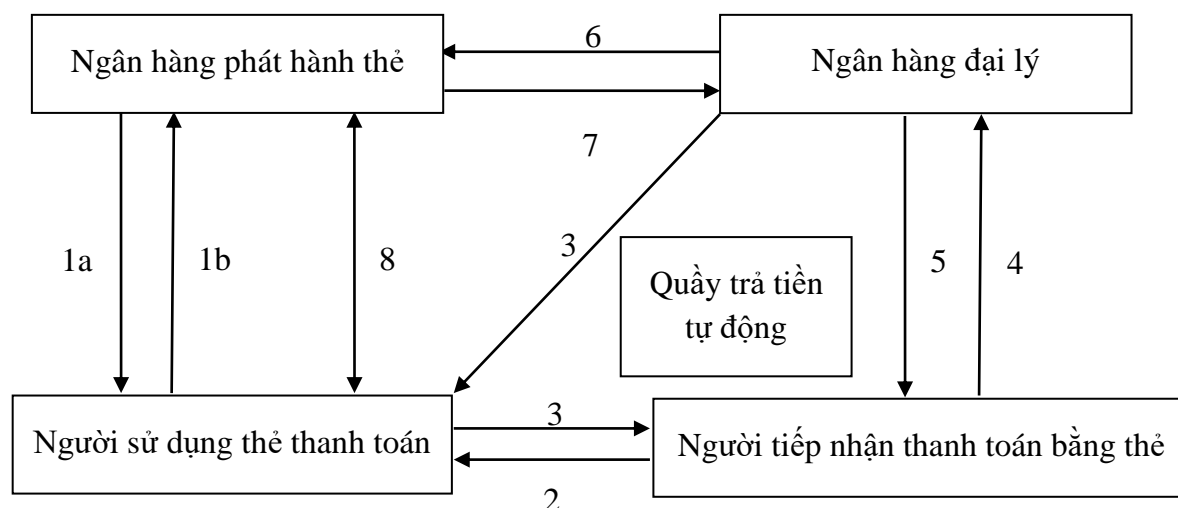 6
Ngân hàng phát hành thẻ
Ngân hàng đại lý
7
3
1a
1b
8
5
4
Quầy trả tiền
tự động
3
Người sử dụng thẻ thanh toán
Người tiếp nhận thanh toán bằng thẻ
2